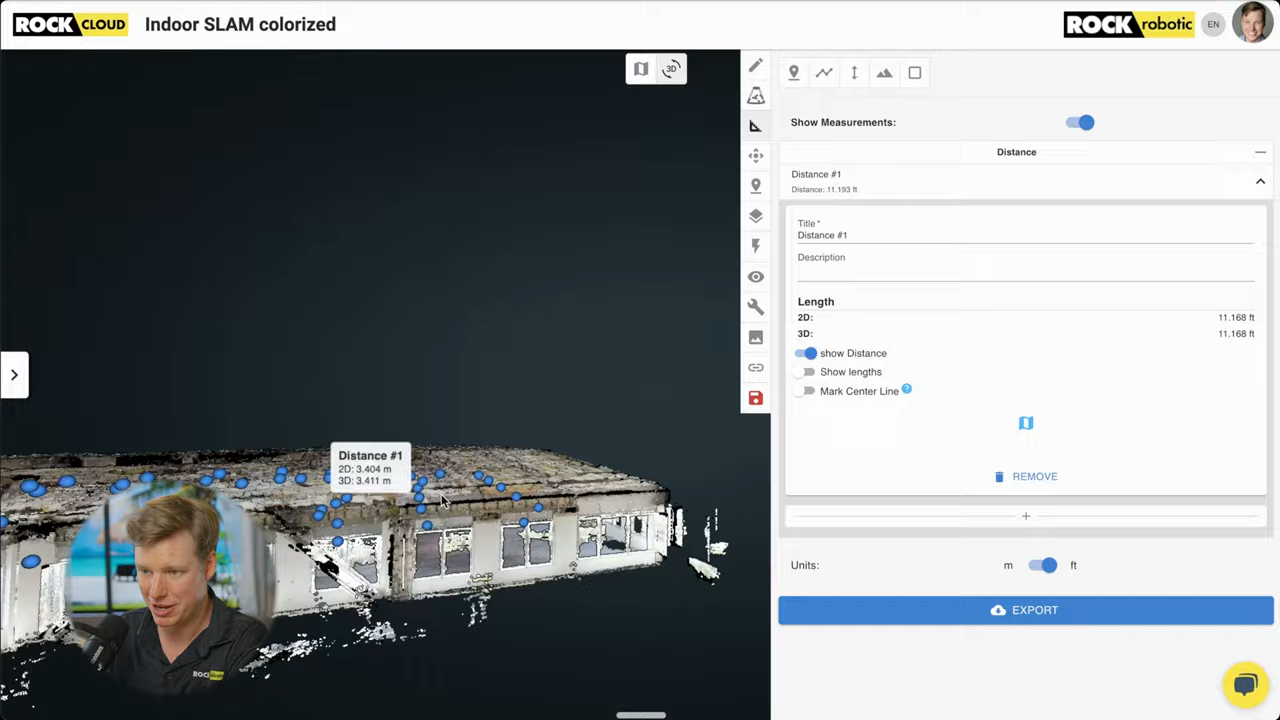 ROCK CLOUD
Indoor SLAM colorized
ROCK robotic
EN
3D
Show Measurements:
Distance
Distance #1
Distance: 11.193 ft
Title *
Distance #1
Description
Length
2D: 11.168 ft
3D: 11.168 ft
show Distance
Show lengths
Mark Center Line ?
REMOVE
Units: m ft
EXPORT
Distance #1
2D: 3.404 m
3D: 3.411 m